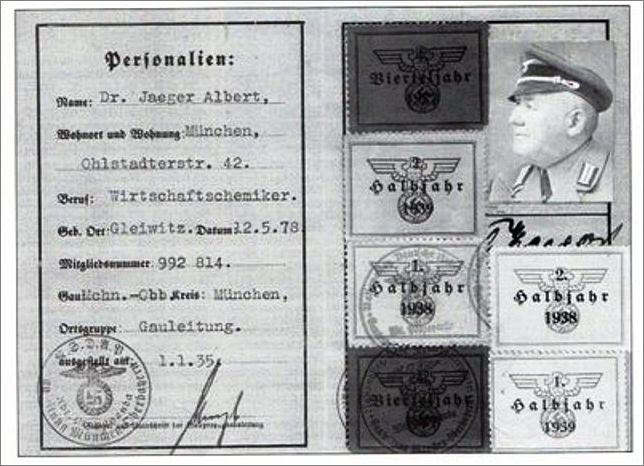 Personalien:
Name: Dr. Jaeger Albert,
Wohnort und Wohnung: München,
Ohlstadterstr. 42.
Beruf: Wirtschaftschemiker.
Geb. Ort: Gleiwitz. Datum 12.5.78
Mitgliedsnummer 992 814.
Gau Mchn.-Obb Kreis: München,
Ortsgruppe: Gauleitung.
ausgestellt am: 1.1.35.
N.S.D.A.P.
4.
Vierteljahr
2.
Halbjahr
1939
1.
Halbjahr
1938
2.
Halbjahr
1938
Vierteljahr
1.
Halbjahr
1939